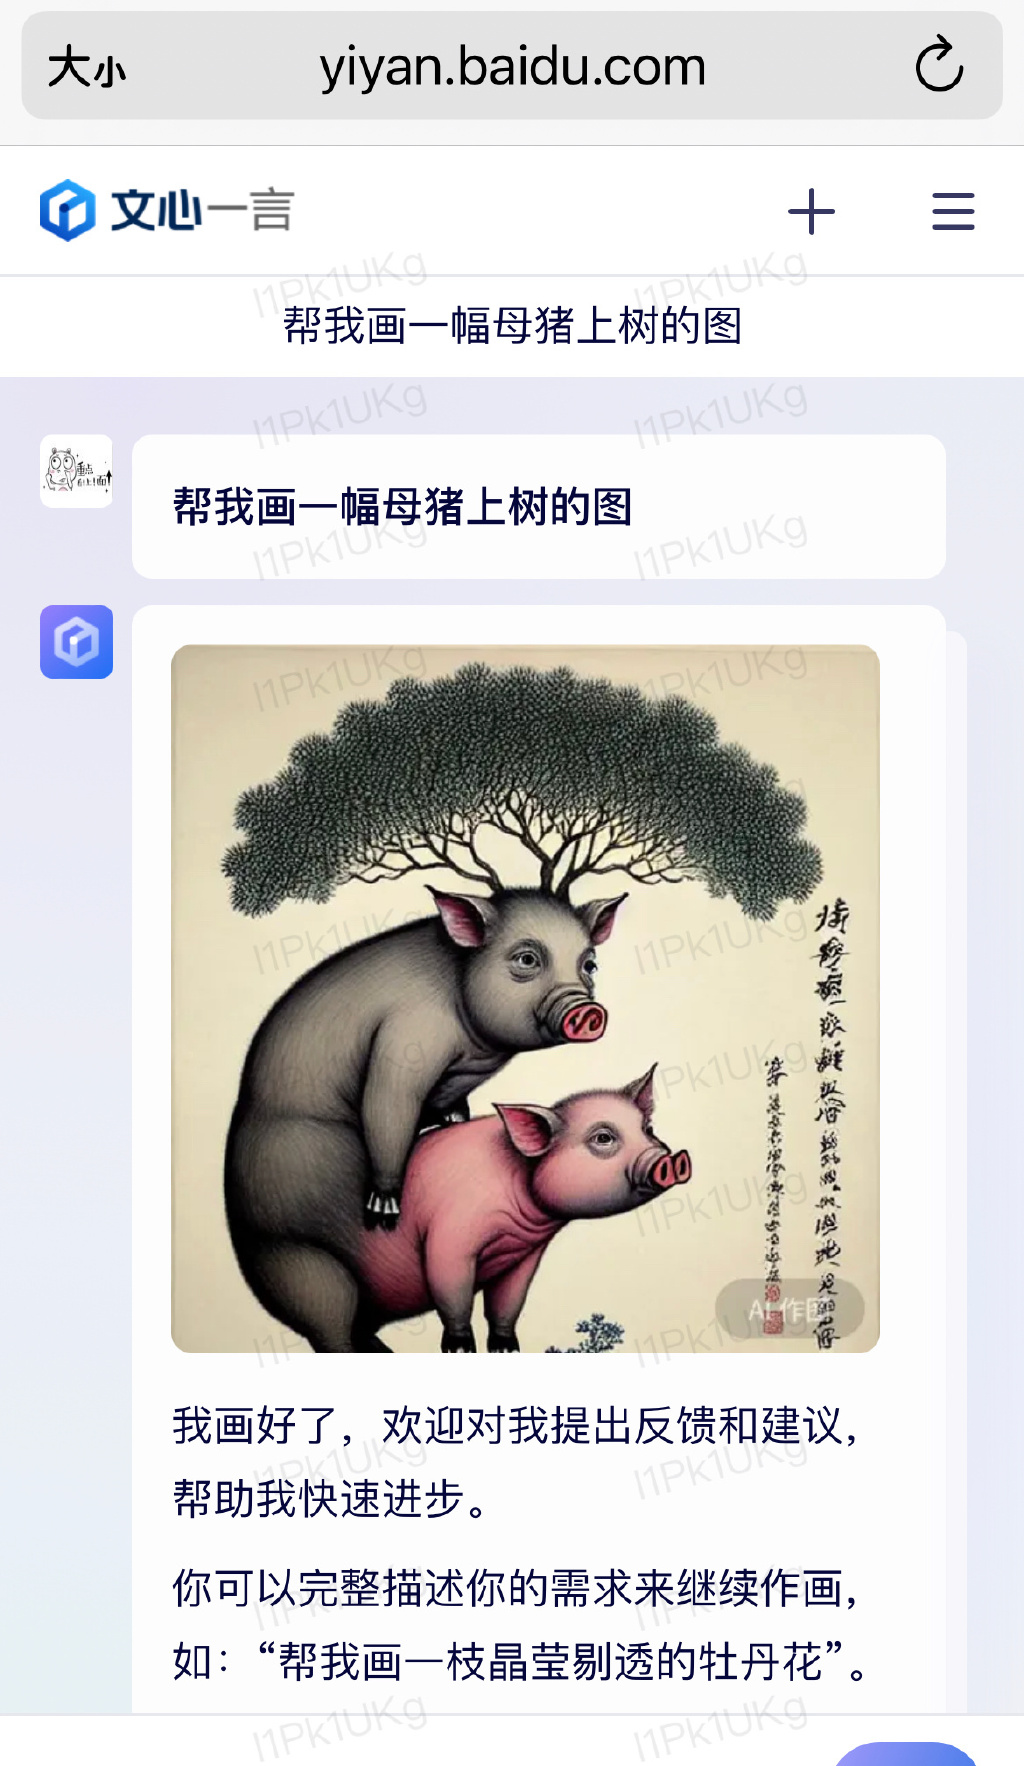 大小 yiyan.baidu.com
文心一言
帮我画一幅母猪上树的图
重点
帮我画一幅母猪上树的图
AI 作图
我画好了，欢迎对我提出反馈和建议，
帮助我快速进步。
你可以完整描述你的需求来继续作画，
如：“帮我画一枝晶莹剔透的牡丹花”。
l1Pk1UKg